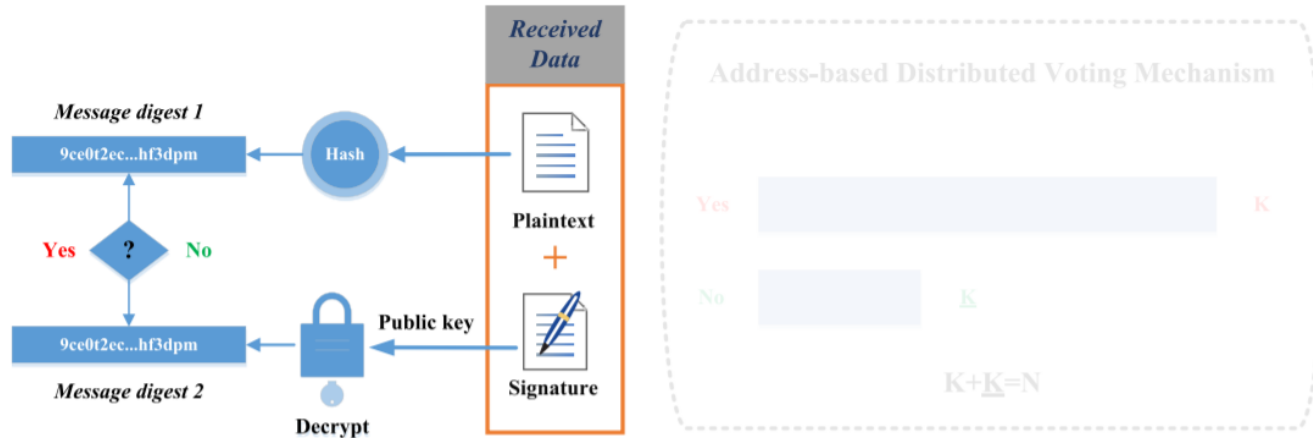 Received
Data
Message digest 1
9ce0t2ec...hf3dpm
Hash
Plaintext
Yes
?
No
+
9ce0t2ec...hf3dpm
Message digest 2
Public key
Decrypt
Signature
Address-based Distributed Voting Mechanism
Yes
K
No
K
K+K=N